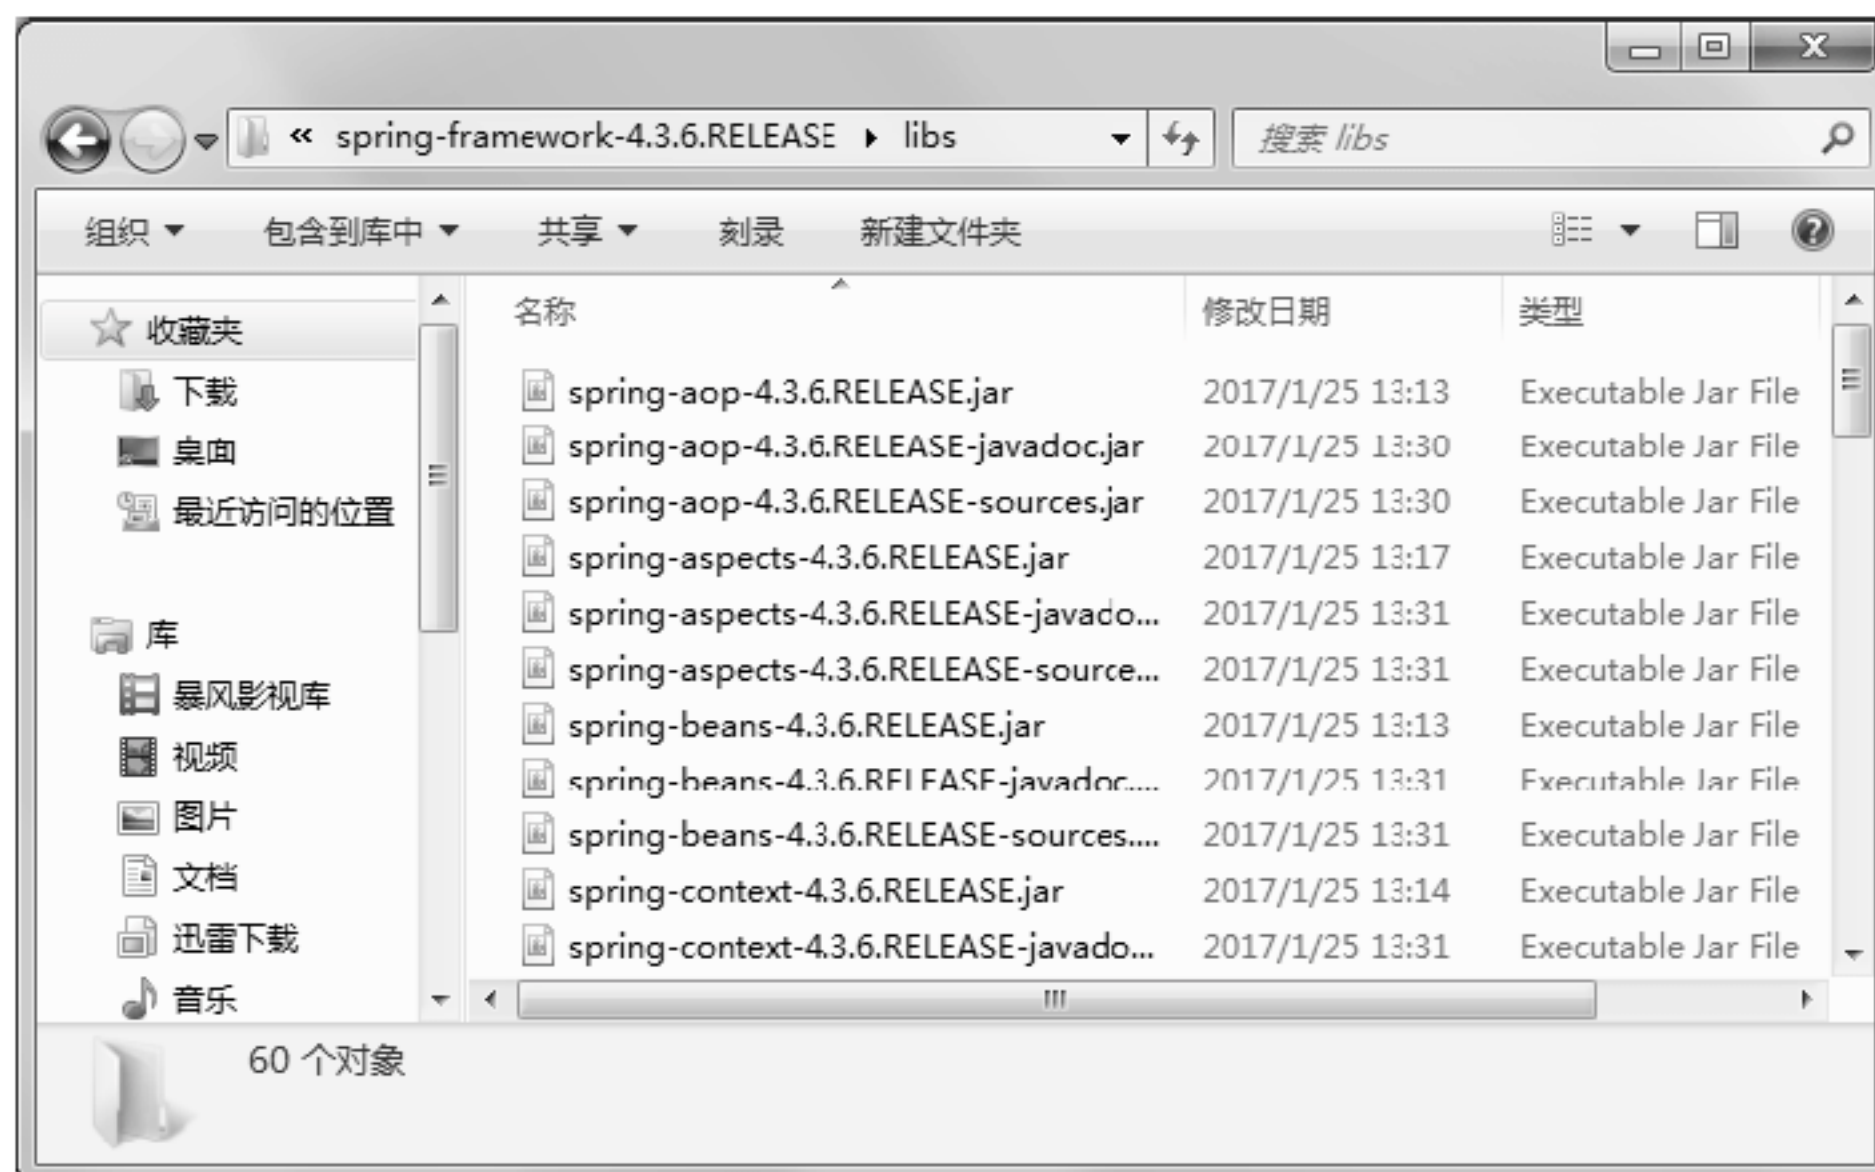 « spring-framework-4.3.6.RELEASE libs 搜索 libs
组织 包含到库中 共享 刻录 新建文件夹
名称 修改日期 类型
收藏夹
下载
桌面
最近访问的位置
库
暴风影视库
视频
图片
文档
迅雷下载
音乐
spring-aop-4.3.6.RELEASE.jar 2017/1/25 13:13 Executable Jar File
spring-aop-4.3.6.RELEASE-javadoc.jar 2017/1/25 13:30 Executable Jar File
spring-aop-4.3.6.RELEASE-sources.jar 2017/1/25 13:30 Executable Jar File
spring-aspects-4.3.6.RELEASE.jar 2017/1/25 13:17 Executable Jar File
spring-aspects-4.3.6.RELEASE-javado... 2017/1/25 13:31 Executable Jar File
spring-aspects-4.3.6.RELEASE-source... 2017/1/25 13:31 Executable Jar File
spring-beans-4.3.6.RELEASE.jar 2017/1/25 13:13 Executable Jar File
spring-beans-4.3.6.RELEASE-javadoc.... 2017/1/25 13:31 Executable Jar File
spring-beans-4.3.6.RELEASE-sources.... 2017/1/25 13:31 Executable Jar File
spring-context-4.3.6.RELEASE.jar 2017/1/25 13:14 Executable Jar File
spring-context-4.3.6.RELEASE-javado... 2017/1/25 13:31 Executable Jar File
60 个对象